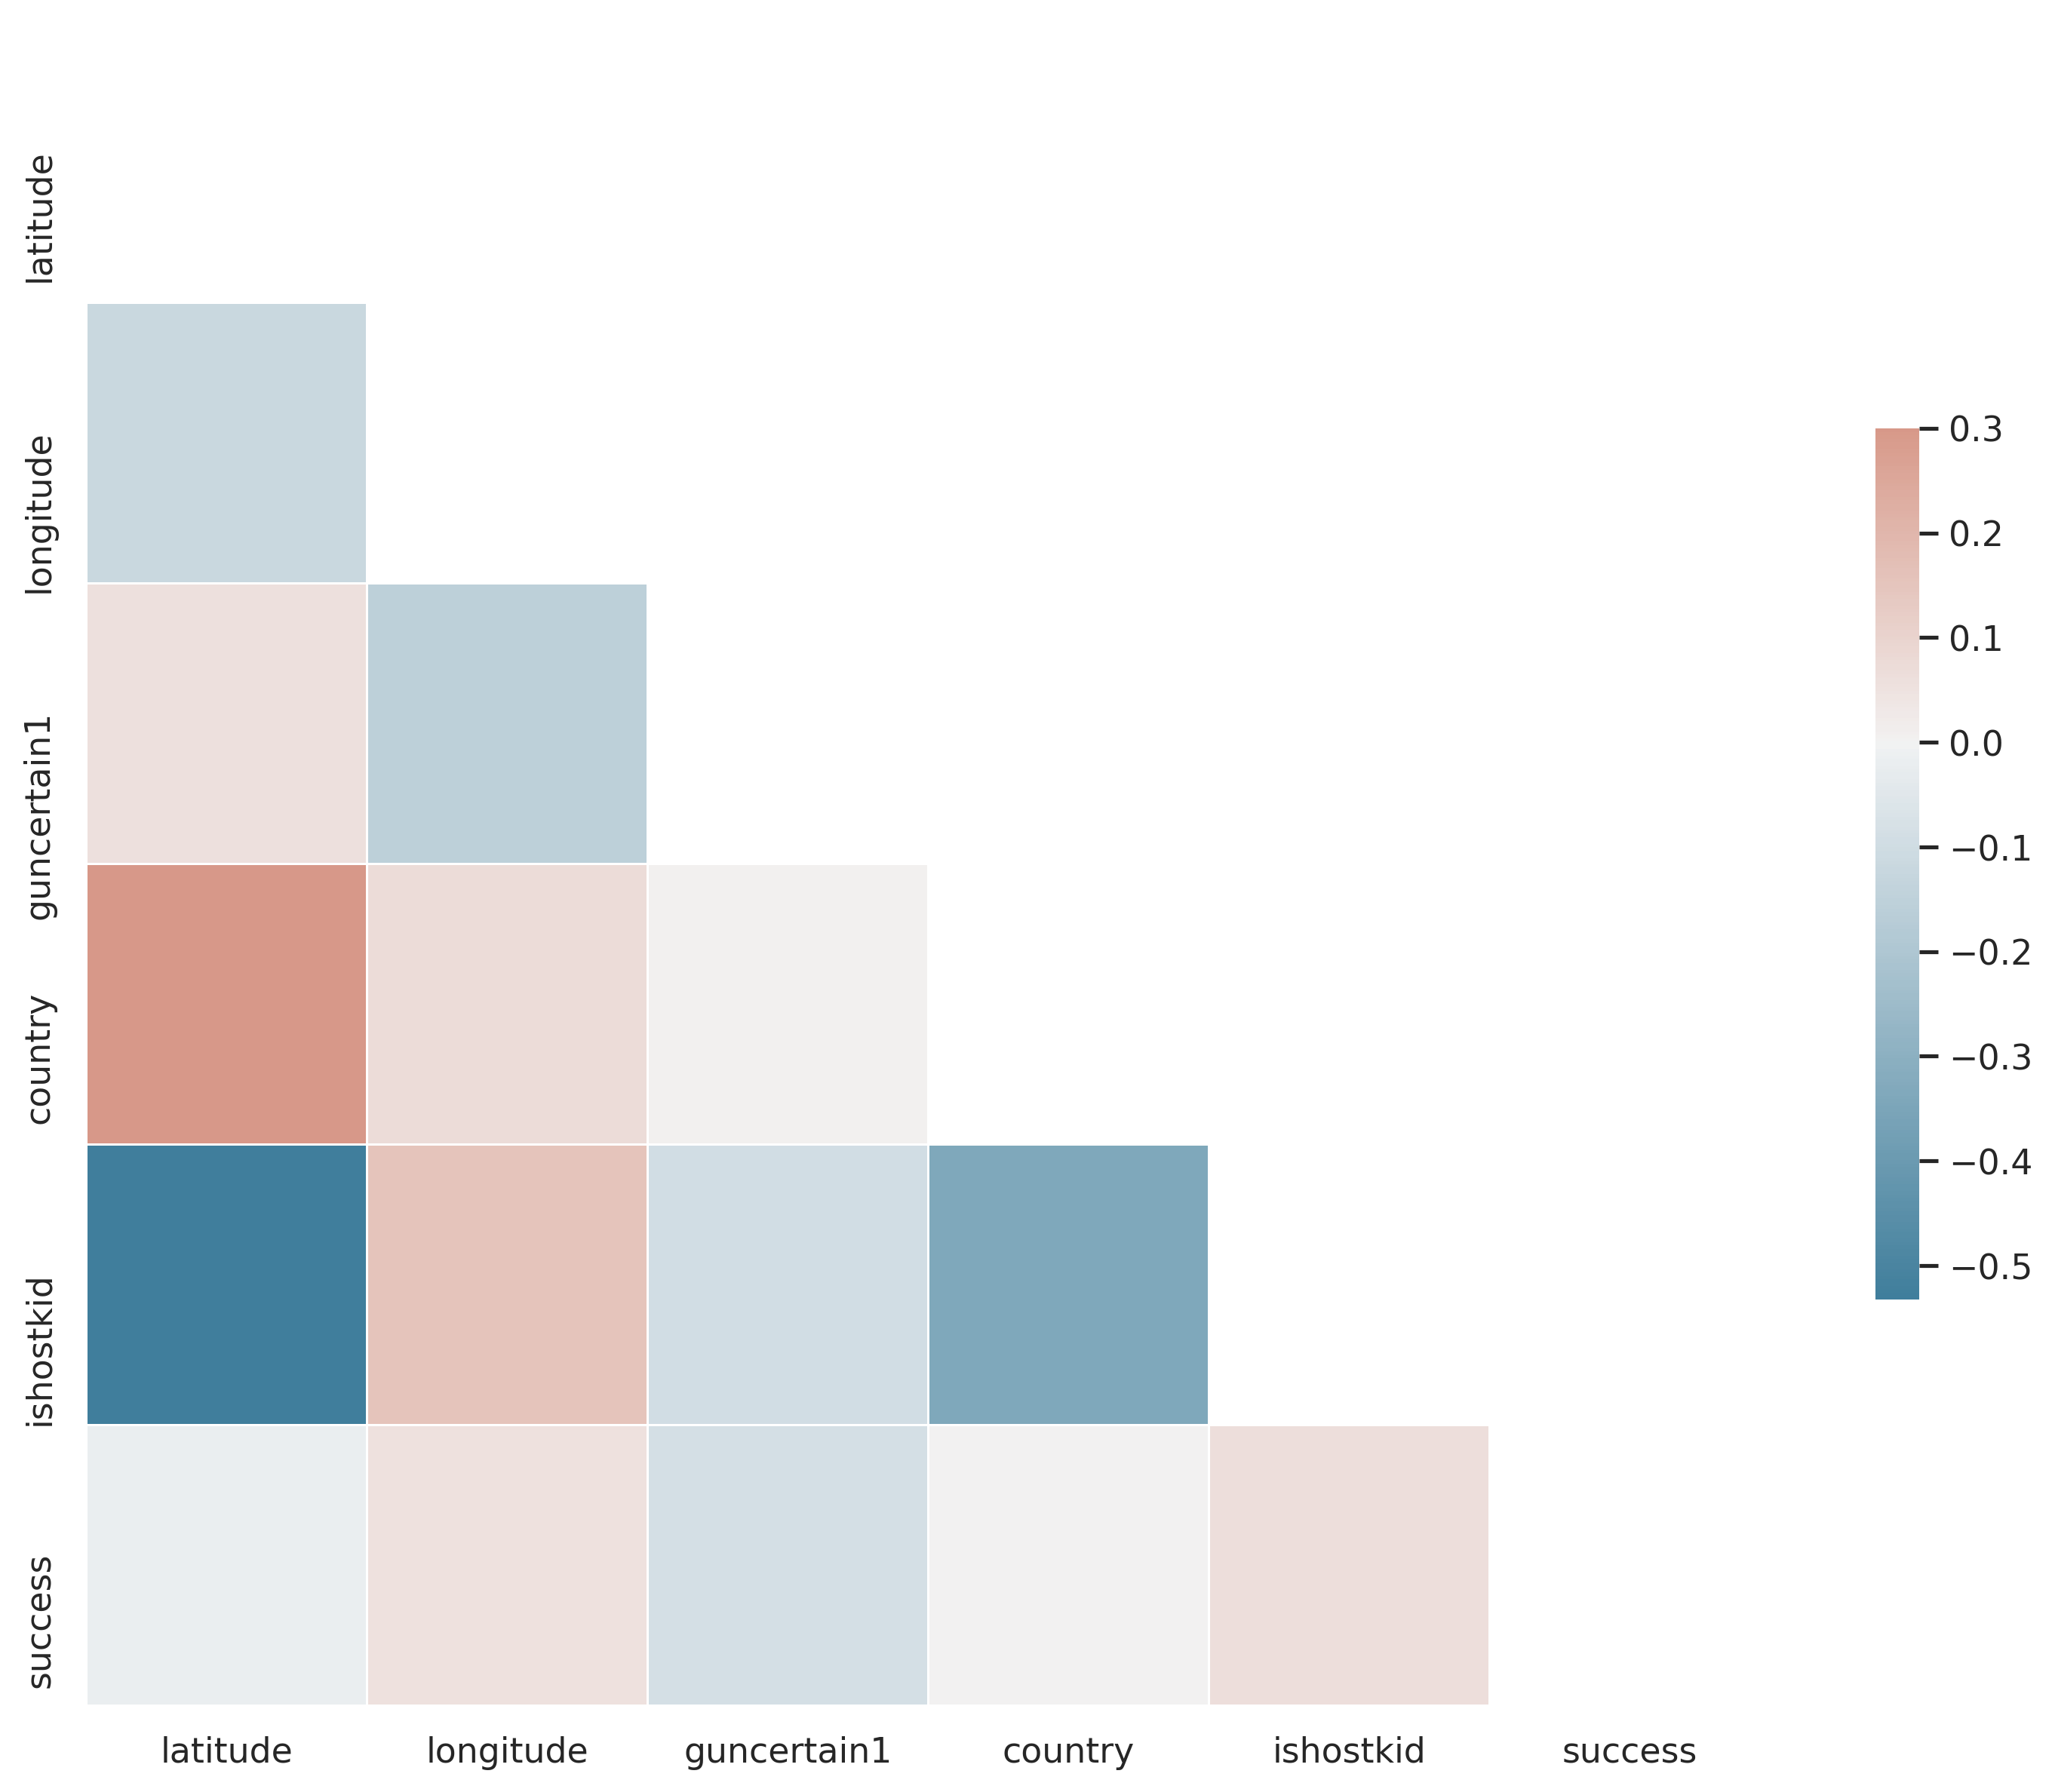 latitude
longitude
guncertain1
country
ishostkid
success
latitude longitude guncertain1 country ishostkid success
0.3
0.2
0.1
0.0
−0.1
−0.2
−0.3
−0.4
−0.5